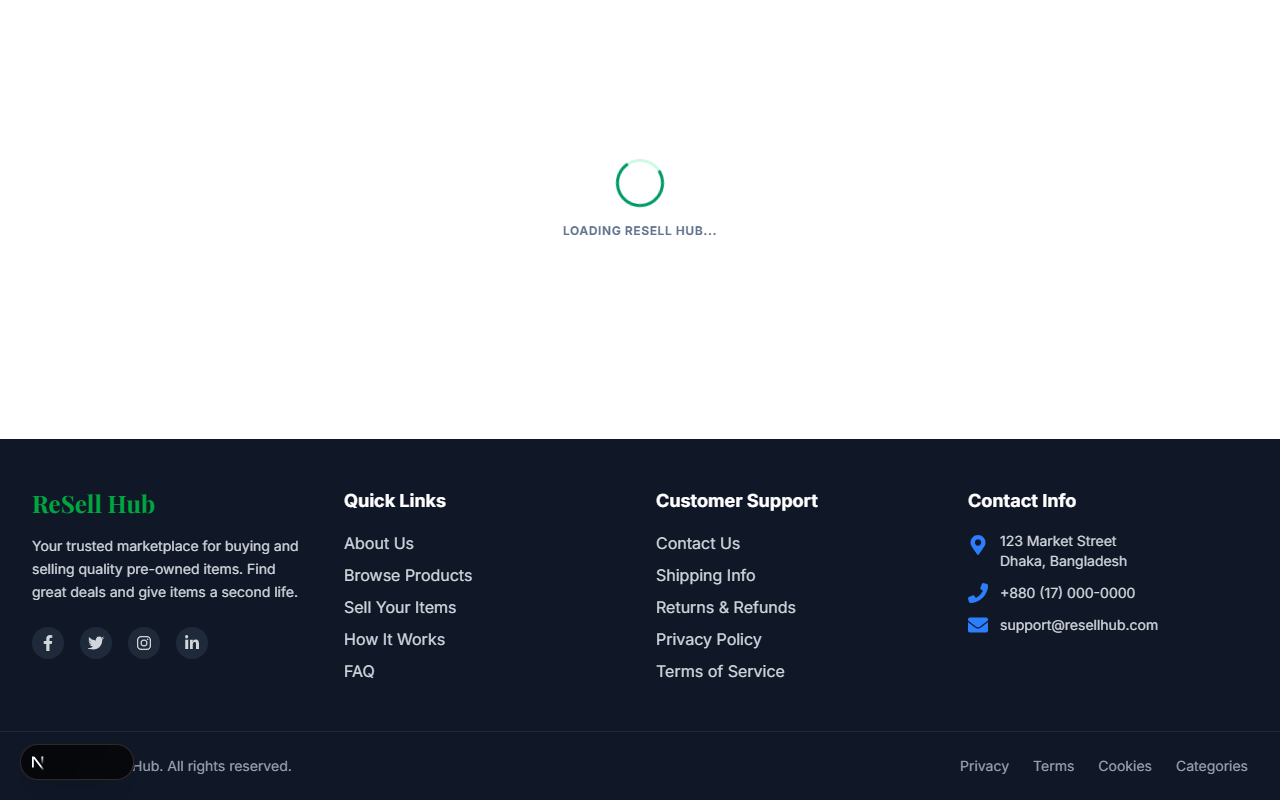 LOADING RESELL HUB...
ReSell Hub
Your trusted marketplace for buying and
selling quality pre-owned items. Find
great deals and give items a second life.
Quick Links
About Us
Browse Products
Sell Your Items
How It Works
FAQ
Customer Support
Contact Us
Shipping Info
Returns & Refunds
Privacy Policy
Terms of Service
Contact Info
123 Market Street
Dhaka, Bangladesh
+880 (17) 000-0000
support@resellhub.com
Hub. All rights reserved.
Privacy
Terms
Cookies
Categories